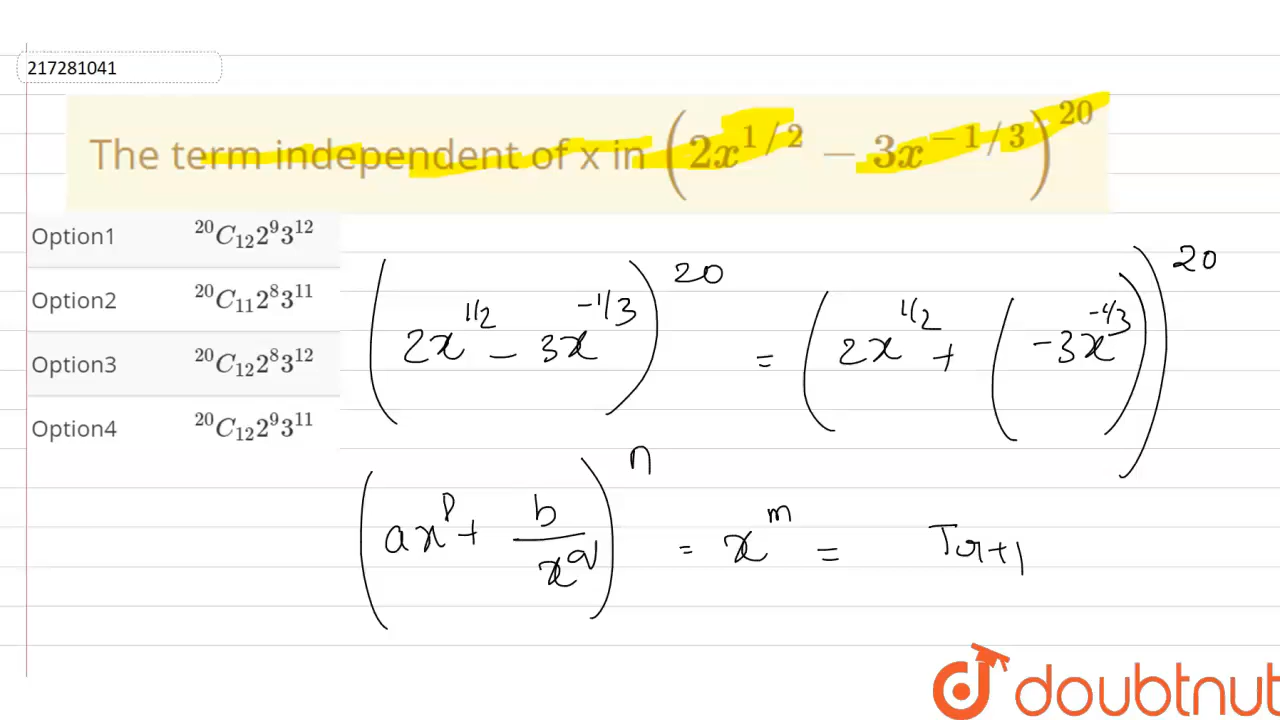 217281041
The term independent of x in (2x^{1/2} − 3x^{−1/3})^{20}
Option1 ^{20}C_{12}2^{9}3^{12}
Option2 ^{20}C_{11}2^{8}3^{11}
Option3 ^{20}C_{12}2^{8}3^{12}
Option4 ^{20}C_{12}2^{9}3^{11}
(2x^{1/2} − 3x^{−1/3})^{20} = (2x^{1/2} + (−3x^{−1/3}))^{20}
(ax^{p} + b/x^{q})^{n} = x^{m} = T_{r+1}
doubtnut